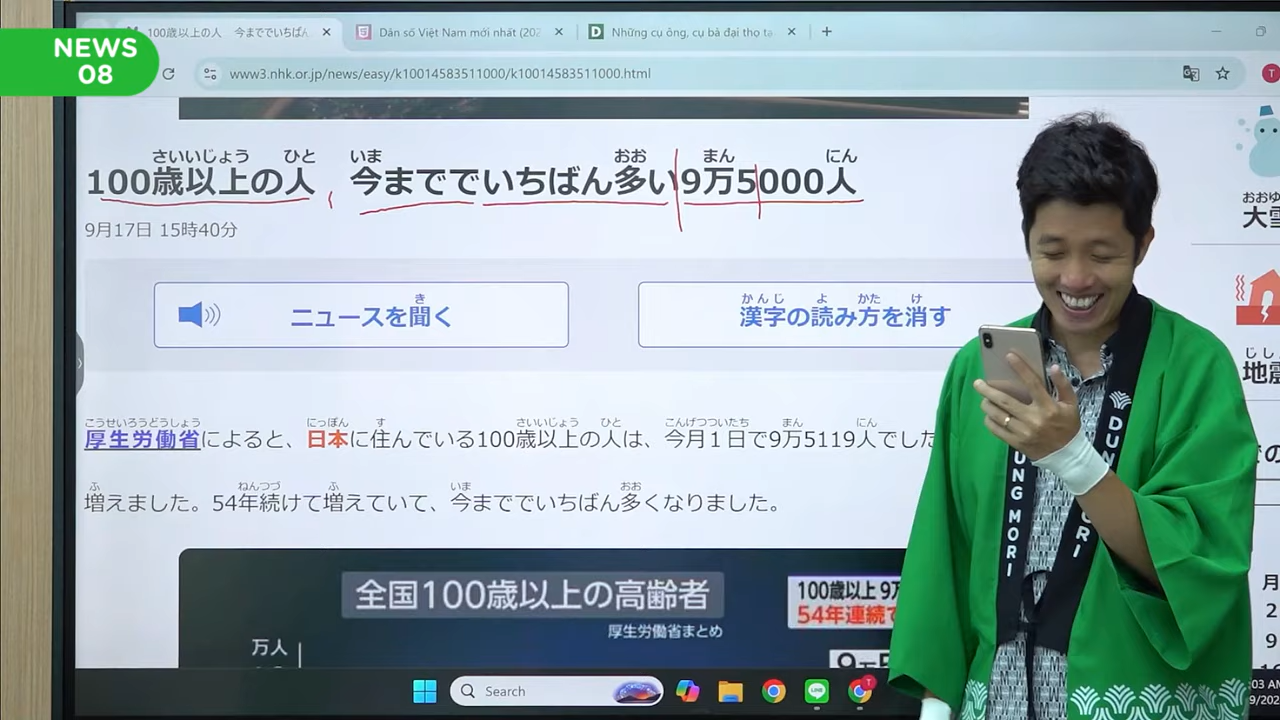 NEWS
08
100歳以上の人 今まででいちばん
Dân số Việt Nam mới nhất (202
Những cụ ông, cụ bà đại thọ tạ
www3.nhk.or.jp/news/easy/k10014583511000/k10014583511000.html
T
さいいじょう ひと いま おお まん にん
100歳以上の人 今まででいちばん多い 9万5000人
9月17日 15時40分
き
ニュースを聞く
かんじ よ かた け
漢字の読み方を消す
おおゆ
大雪
じし
地震
こうせいろうどうしょう にっぽん す さいいじょう ひと こんげつついたち まん にん
厚生労働省によると、日本に住んでいる100歳以上の人は、今月1日で9万5119人でした
ふ ねんつづ ふ いま おお
増えました。54年続けて増えていて、今まででいちばん多くなりました。
全国100歳以上の高齢者
厚生労働省まとめ
100歳以上 9万
54年連続で
万人
月
2
9
DUNG MORI
UNG MORI
Search
LINE
T